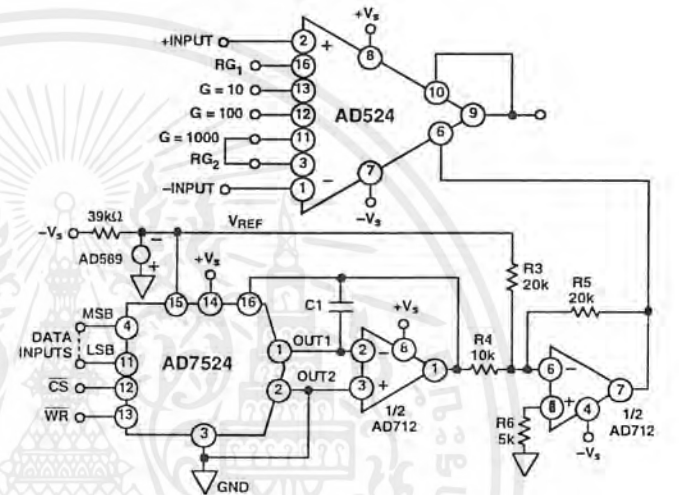 +Vs
+INPUT
2
+
8
RG1
16
10
G = 10
13
G = 100
12
AD524
9
G = 1000
11
6
RG2
3
7
-INPUT
1
-
-Vs
-Vs
39kΩ
VREF
-
AD589
+
+Vs
R3
20k
R5
20k
15
14
16
C1
+Vs
MSB
4
DATA
INPUTS
LSB
11
AD7524
1
OUT1
2
-
8
1
R4
10k
6
-
7
CS
12
2
OUT2
3
+
+
4
1/2
AD712
WR
13
1/2
AD712
R6
5k
-Vs
3
GND